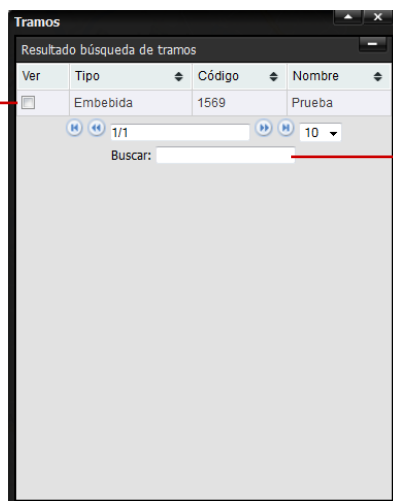 Tramos
Resultado búsqueda de tramos
Ver Tipo Código Nombre
Embebida 1569 Prueba
1/1 10
Buscar: